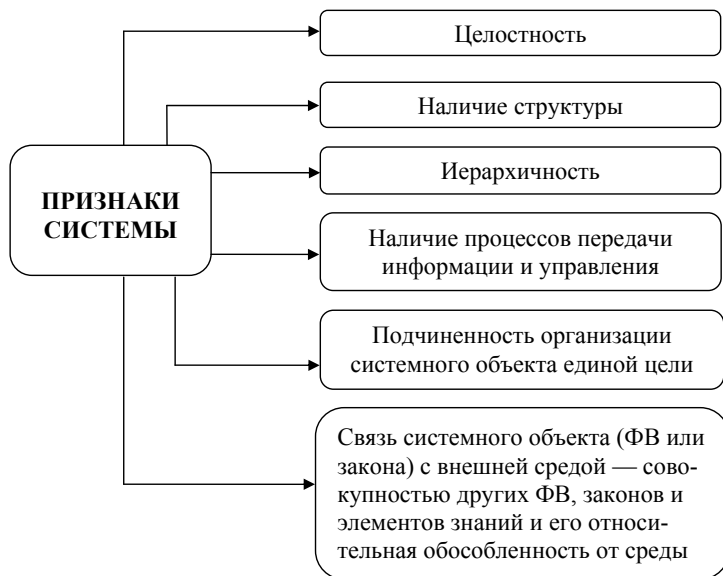 Целостность
Наличие структуры
Иерархичность
ПРИЗНАКИ
СИСТЕМЫ
Наличие процессов передачи
информации и управления
Подчиненность организации
системного объекта единой цели
Связь системного объекта (ФВ или
закона) с внешней средой — сово-
купностью других ФВ, законов и
элементов знаний и его относи-
тельная обособленность от среды